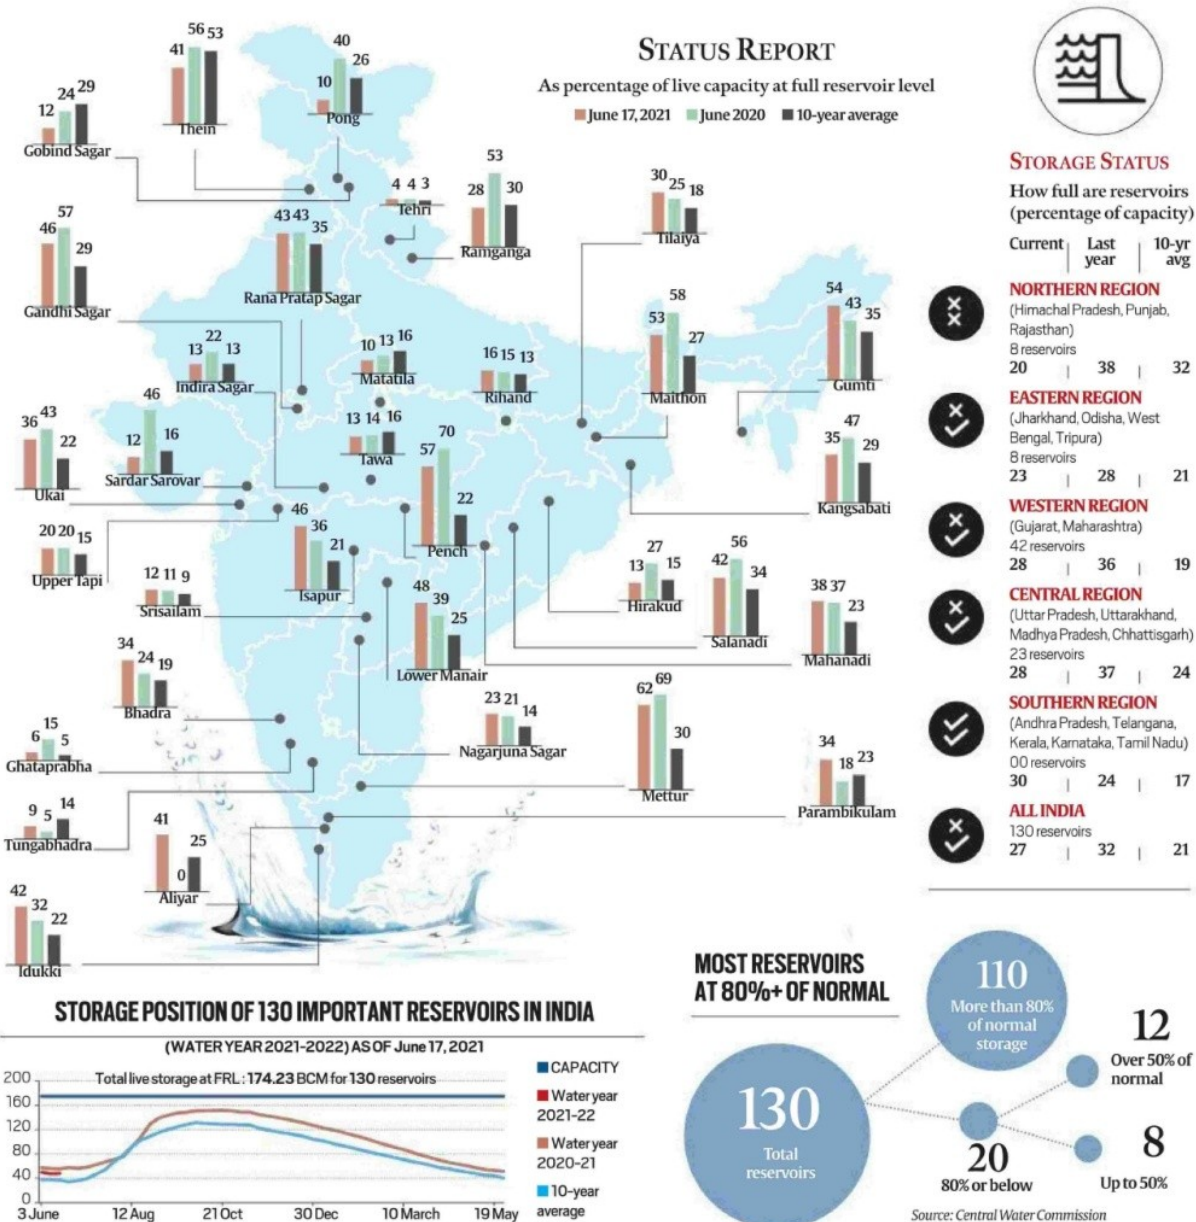 STATUS REPORT
As percentage of live capacity at full reservoir level
June 17, 2021 June 2020 10-year average
41 56 53
Thein
10 40 26
Pong
12 24 29
Gobind Sagar
4 4 3
Tehri
28 53 30
Ramganga
30 25 18
Tilaiya
46 57 29
Gandhi Sagar
43 43 35
Rana Pratap Sagar
13 22 13
Indira Sagar
10 13 16
Matatila
16 15 13
Rihand
53 58 27
Maithon
54 43 35
Gumti
36 43 22
Ukai
12 46 16
Sardar Sarovar
13 14 16
Tawa
57 70 22
Pench
35 47 29
Kangsabati
20 20 15
Upper Tapi
46 36 21
Isapur
12 11 9
Srisailam
48 39 25
Lower Manair
13 27 15
Hirakud
42 56 34
Salanadi
38 37 23
Mahanadi
34 24 19
Bhadra
6 15 5
Ghataprabha
23 21 14
Nagarjuna Sagar
62 69 30
Mettur
34 18 23
Parambikulam
9 5 14
Tungabhadra
41 0 25
Aliyar
42 32 22
Idukki
STORAGE STATUS
How full are reservoirs
(percentage of capacity)
Current Last 10-yr
year avg
NORTHERN REGION
(Himachal Pradesh, Punjab,
Rajasthan)
8 reservoirs
20 38 32
EASTERN REGION
(Jharkhand, Odisha, West
Bengal, Tripura)
8 reservoirs
23 28 21
WESTERN REGION
(Gujarat, Maharashtra)
42 reservoirs
28 36 19
CENTRAL REGION
(Uttar Pradesh, Uttarakhand,
Madhya Pradesh, Chhattisgarh)
23 reservoirs
28 37 24
SOUTHERN REGION
(Andhra Pradesh, Telangana,
Kerala, Karnataka, Tamil Nadu)
00 reservoirs
30 24 17
ALL INDIA
130 reservoirs
27 32 21
STORAGE POSITION OF 130 IMPORTANT RESERVOIRS IN INDIA
(WATER YEAR 2021-2022) AS OF June 17, 2021
Total live storage at FRL : 174.23 BCM for 130 reservoirs
200
160
120
80
40
0
3 June 12 Aug 21 Oct 30 Dec 10 March 19 May
CAPACITY
Water year
2021-22
Water year
2020-21
10-year
average
MOST RESERVOIRS
AT 80%+ OF NORMAL
130
Total
reservoirs
110
More than 80%
of normal
storage
20
80% or below
12
Over 50% of
normal
8
Up to 50%
Source: Central Water Commission